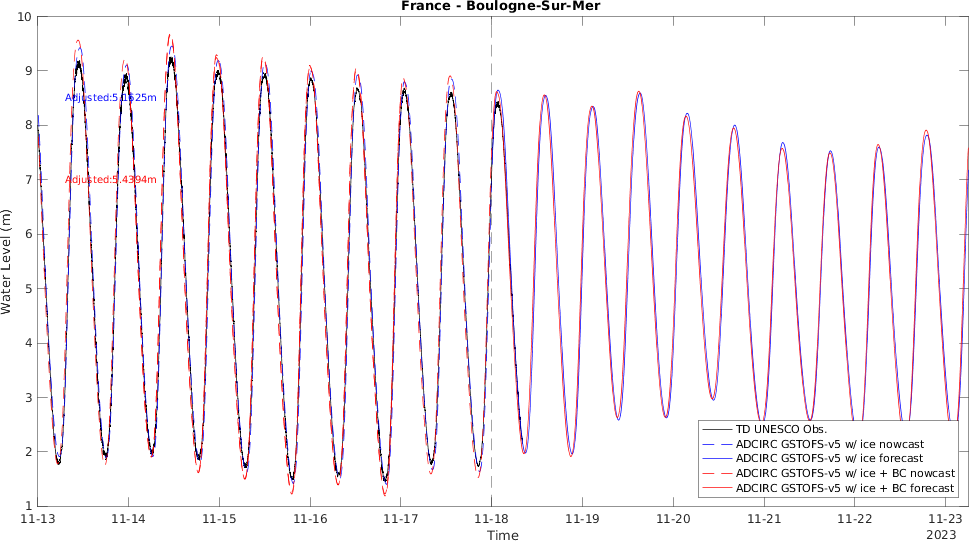 France - Boulogne-Sur-Mer
10
9
8
7
6
5
4
3
2
1
Water Level (m)
Adjusted:5.4394m
TD UNESCO Obs.
ADCIRC GSTOFS-v5 w/ ice nowcast
ADCIRC GSTOFS-v5 w/ ice forecast
ADCIRC GSTOFS-v5 w/ ice + BC nowcast
ADCIRC GSTOFS-v5 w/ ice + BC forecast
11-13 11-14 11-15 11-16 11-17 11-18 11-19 11-20 11-21 11-22 11-23
Time
2023